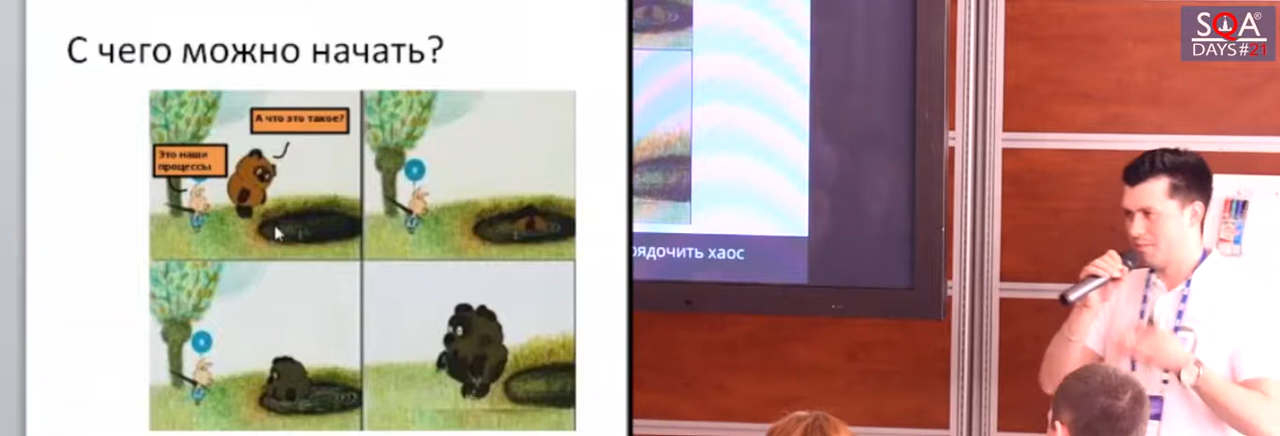 С чего можно начать?
А что это такое?
Это наши
процессы
рядочить хаос
SQA®
DAYS#21